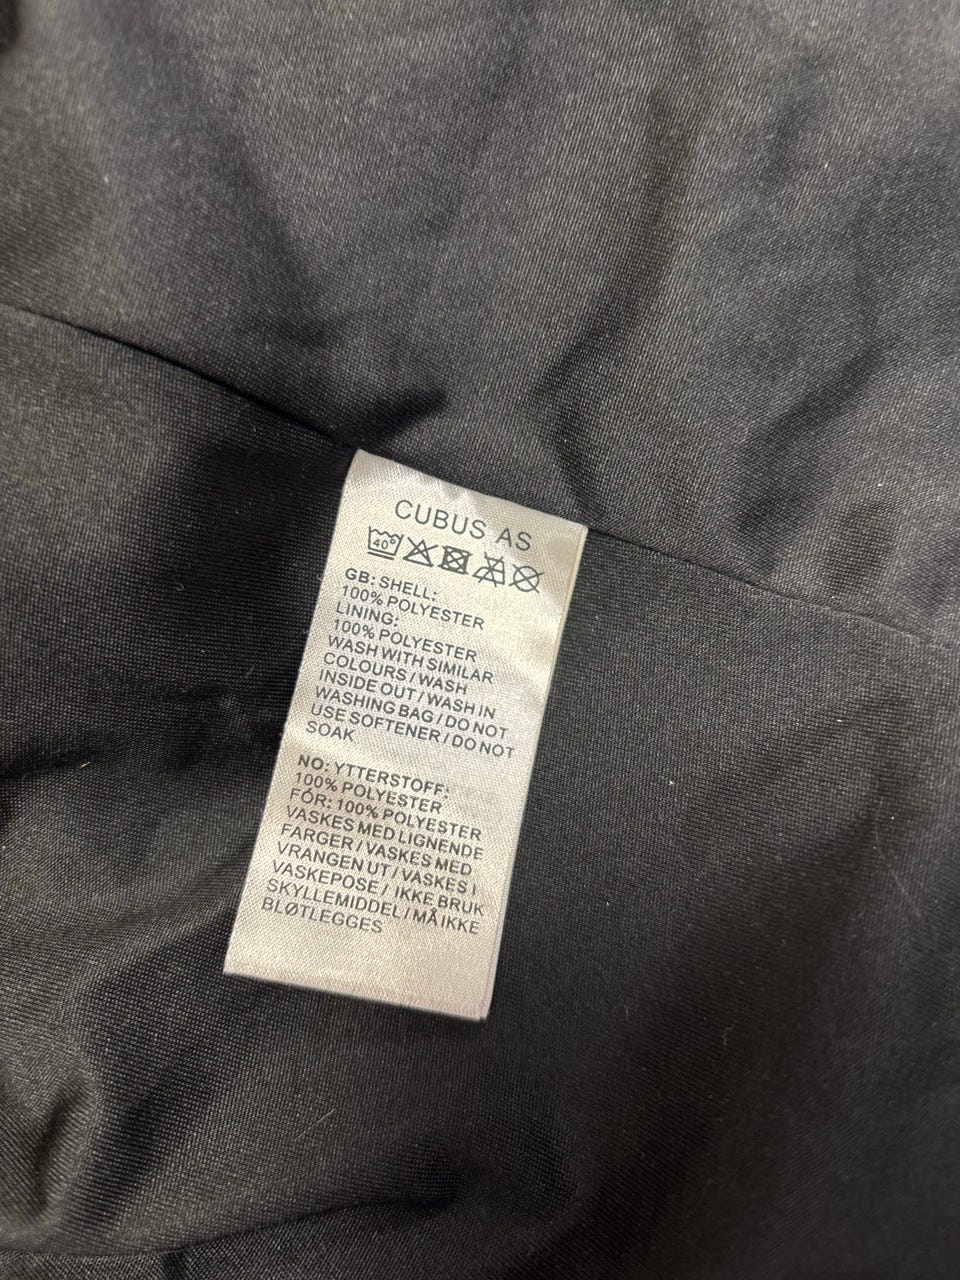 CUBUS AS
40°
GB: SHELL:
100% POLYESTER
LINING:
100% POLYESTER
WASH WITH SIMILAR
COLOURS / WASH
INSIDE OUT / WASH IN
WASHING BAG / DO NOT
USE SOFTENER / DO NOT
SOAK
NO: YTTERSTOFF:
100% POLYESTER
FÓR: 100% POLYESTER
VASKES MED LIGNENDE
FARGER / VASKES MED
VRANGEN UT / VASKES I
VASKEPOSE / IKKE BRUK
SKYLLEMIDDEL / MÅ IKKE
BLØTLEGGES